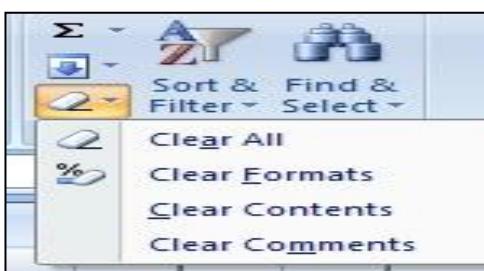 Σ
A
Z
Sort & Find &
Filter Select
Clear All
% Clear Formats
Clear Contents
Clear Comments